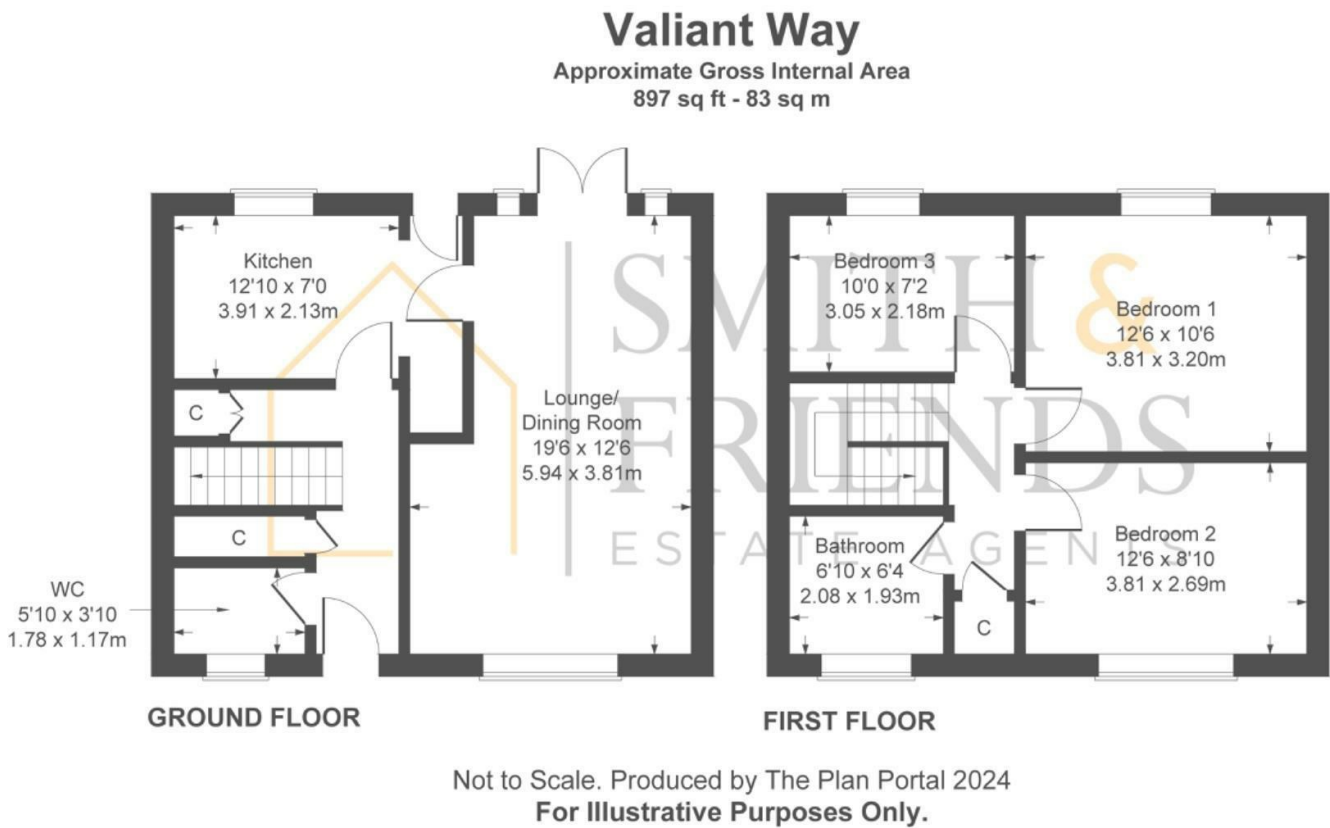 Valiant Way
Approximate Gross Internal Area
897 sq ft - 83 sq m
Kitchen
12'10 x 7'0
3.91 x 2.13m
C
C
WC
5'10 x 3'10
1.78 x 1.17m
Lounge/
Dining Room
19'6 x 12'6
5.94 x 3.81m
GROUND FLOOR
Bedroom 3
10'0 x 7'2
3.05 x 2.18m
Bedroom 1
12'6 x 10'6
3.81 x 3.20m
Bathroom
6'10 x 6'4
2.08 x 1.93m
Bedroom 2
12'6 x 8'10
3.81 x 2.69m
C
FIRST FLOOR
SMITH &
FRIENDS
ESTATE AGENTS
Not to Scale. Produced by The Plan Portal 2024
For Illustrative Purposes Only.